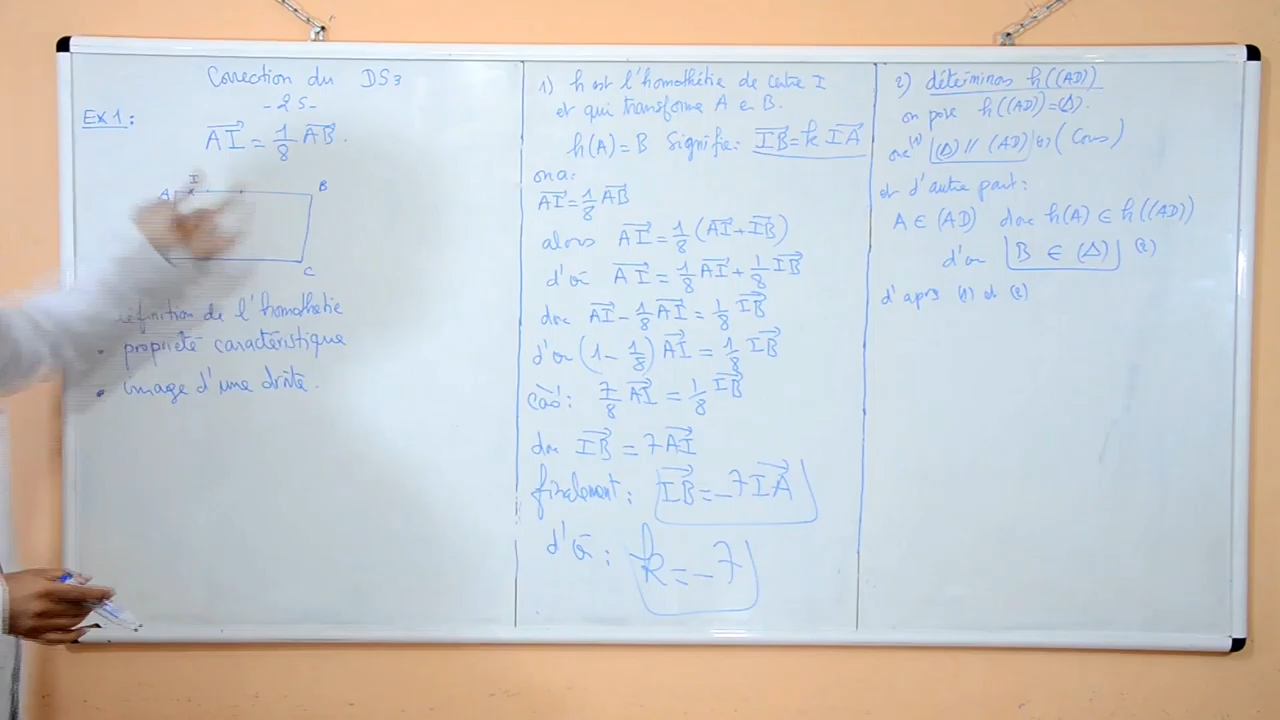 Correction du DS3
- 2S -
Ex1:
AI⃗ = 1/8 AB⃗.
A I B
C
définition de l'homothétie
• propriété caractéristique
• image d'une droite.
1) h est l'homothétie de centre I
et qui transforme A en B.
h(A) = B signifie: IB⃗ = k IA⃗
on a:
AI⃗ = 1/8 AB⃗
alors AI⃗ = 1/8 (AI⃗ + IB⃗)
d'où AI⃗ = 1/8 AI⃗ + 1/8 IB⃗
donc AI⃗ - 1/8 AI⃗ = 1/8 IB⃗
d'où (1 - 1/8) AI⃗ = 1/8 IB⃗
càd: 7/8 AI⃗ = 1/8 IB⃗
donc IB⃗ = 7 AI⃗
finalement: IB⃗ = -7 IA⃗
d'où: k = -7
2) déterminons h((AD))
on pose h((AD)) = (Δ).
(Δ) // (AD) (1) (Cours)
et d'autre part:
A ∈ (AD) donc h(A) ∈ h((AD))
d'où B ∈ (Δ) (2)
d'après (1) et (2)